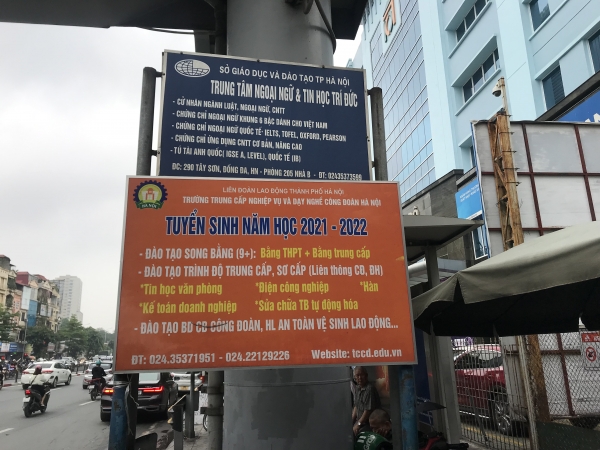 SỞ GIÁO DỤC VÀ ĐÀO TẠO TP HÀ NỘI
TRUNG TÂM NGOẠI NGỮ & TIN HỌC TRÍ ĐỨC
- CỬ NHÂN NGÀNH LUẬT, NGOẠI NGỮ, CNTT
- CHỨNG CHỈ NGOẠI NGỮ KHUNG 6 BẬC DÀNH CHO VIỆT NAM
- CHỨNG CHỈ NGOẠI NGỮ QUỐC TẾ- IELTS, TOFEL, OXFORD, PEARSON
- CHỨNG CHỈ ỨNG DỤNG CNTT CƠ BẢN, NÂNG CAO
- TÚ TÀI ANH QUỐC( IGSE A, LEVEL), QUỐC TẾ (IB)
ĐC: 290 TÂY SƠN, ĐỐNG ĐA, HN - PHÒNG 205 NHÀ B - ĐT: 02435373599
LIÊN ĐOÀN LAO ĐỘNG THÀNH PHỐ HÀ NỘI
TRƯỜNG TRUNG CẤP NGHIỆP VỤ VÀ DẠY NGHỀ CÔNG ĐOÀN HÀ NỘI
HÀ NỘI
TUYỂN SINH NĂM HỌC 2021 - 2022
- ĐÀO TẠO SONG BẰNG (9+): Bằng THPT + Bằng trung cấp
- ĐÀO TẠO TRÌNH ĐỘ TRUNG CẤP, SƠ CẤP (Liên thông CĐ, ĐH)
*Tin học văn phòng *Điện công nghiệp *Hàn
*Kế toán doanh nghiệp *Sửa chữa TB tự động hóa
- ĐÀO TẠO BD CB CÔNG ĐOÀN, HL AN TOÀN VỆ SINH LAO ĐỘNG...
ĐT: 024.35371951 - 024.22129226 Website: tccd.edu.vn